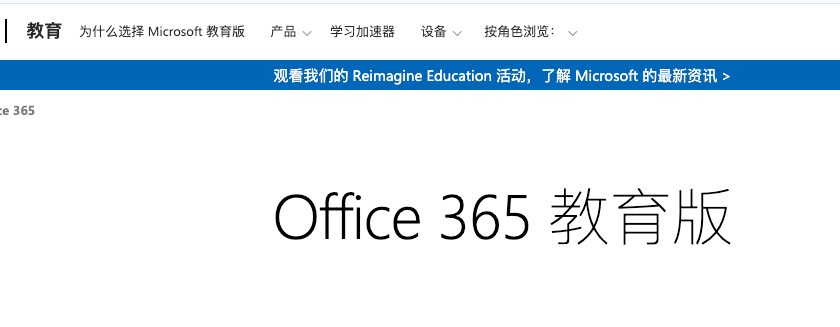 教育 为什么选择 Microsoft 教育版 产品 学习加速器 设备 按角色浏览：
观看我们的 Reimagine Education 活动，了解 Microsoft 的最新资讯 >
ce 365
Office 365 教育版